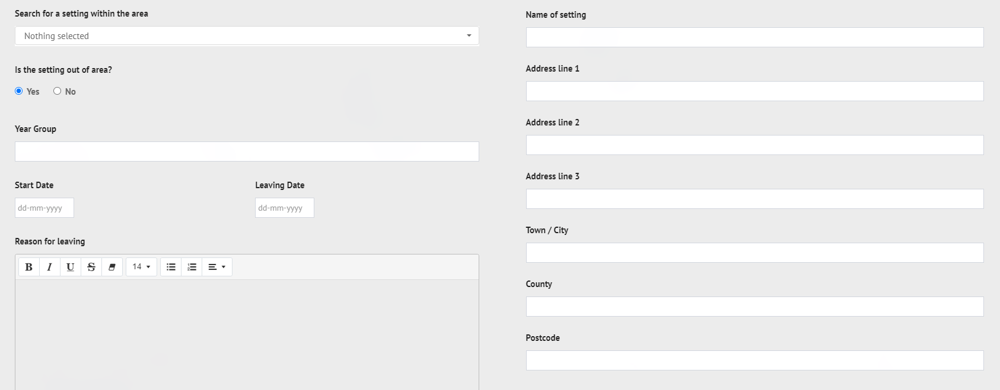 Search for a setting within the area
Nothing selected
Is the setting out of area?
Yes No
Year Group
Start Date Leaving Date
dd-mm-yyyy dd-mm-yyyy
Reason for leaving
B I U S 14
Name of setting
Address line 1
Address line 2
Address line 3
Town / City
County
Postcode